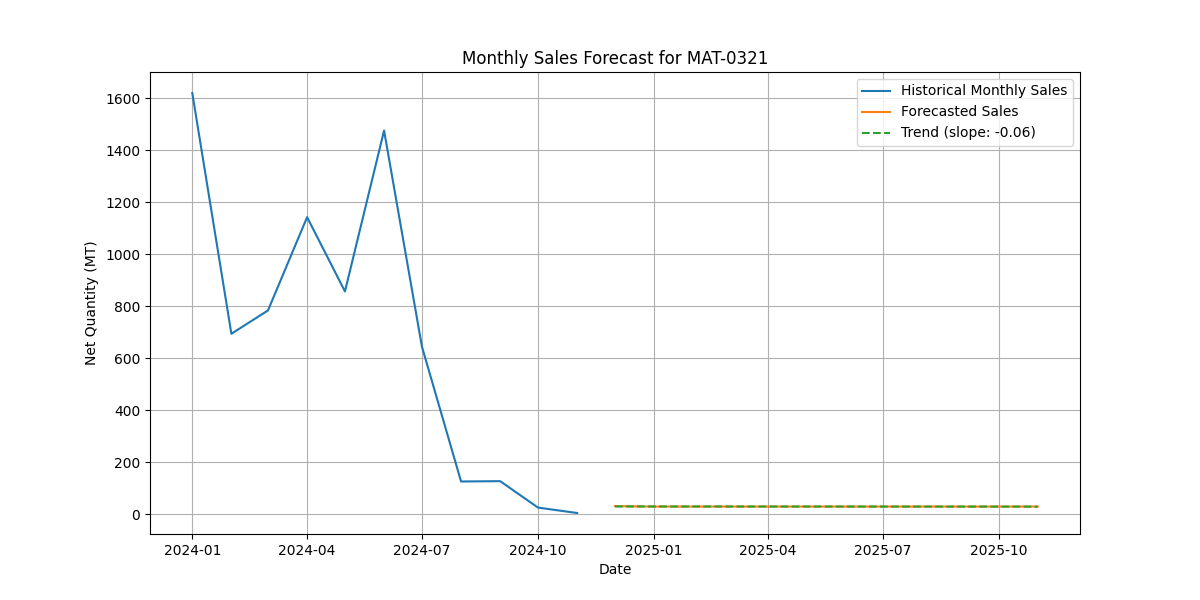 Monthly Sales Forecast for MAT-0321
Historical Monthly Sales
Forecasted Sales
Trend (slope: -0.06)
Net Quantity (MT)
1600
1400
1200
1000
800
600
400
200
0
2024-01 2024-04 2024-07 2024-10 2025-01 2025-04 2025-07 2025-10
Date